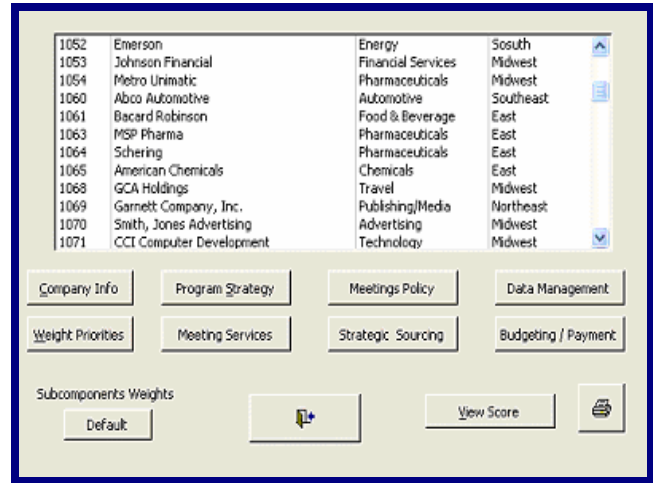 1052 Emerson Energy Sosuth
1053 Johnson Financial Financial Services Midwest
1054 Metro Unimatic Pharmaceuticals Midwest
1060 Abco Automotive Automotive Southeast
1061 Bacard Robinson Food & Beverage East
1063 MSP Pharma Pharmaceuticals East
1064 Schering Pharmaceuticals East
1065 American Chemicals Chemicals East
1068 GCA Holdings Travel Midwest
1069 Garnett Company, Inc. Publishing/Media Northeast
1070 Smith, Jones Advertising Advertising Midwest
1071 CCI Computer Development Technology Midwest
Company Info Program Strategy Meetings Policy Data Management
Weight Priorities Meeting Services Strategic Sourcing Budgeting / Payment
Subcomponents Weights
Default View Score